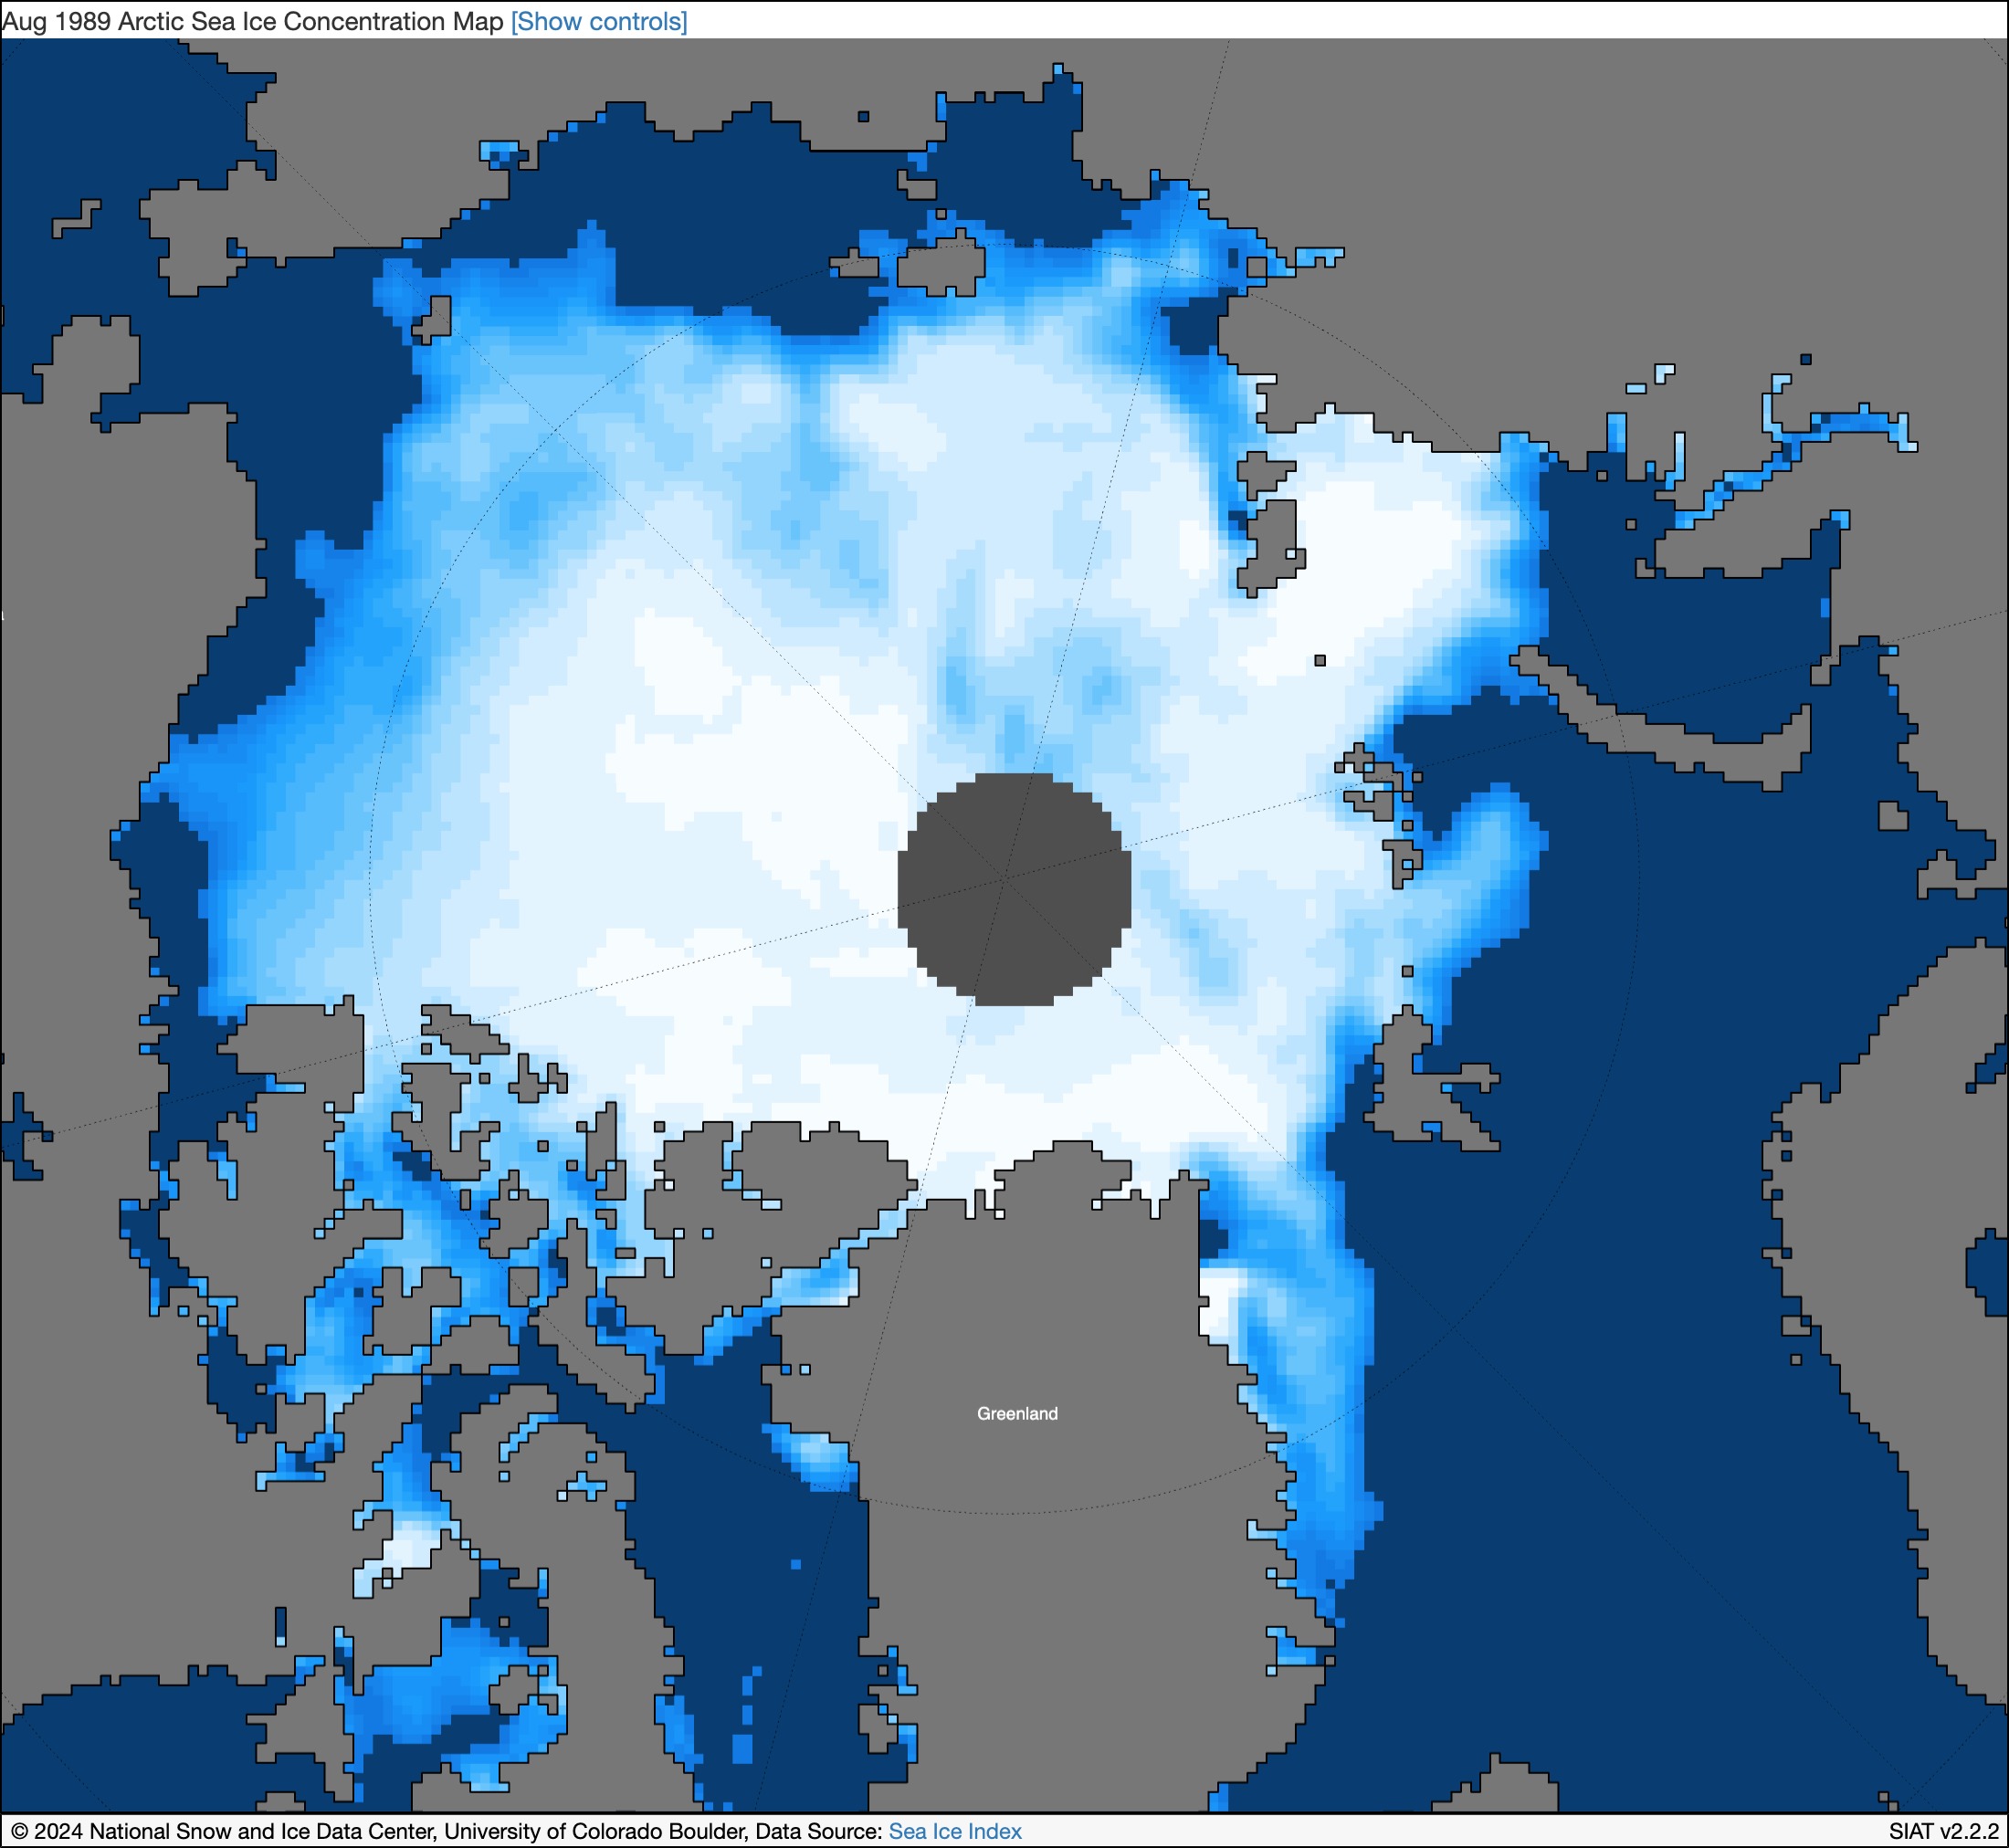 Aug 1989 Arctic Sea Ice Concentration Map [Show controls]
Greenland
© 2024 National Snow and Ice Data Center, University of Colorado Boulder, Data Source: Sea Ice Index
SIAT v2.2.2